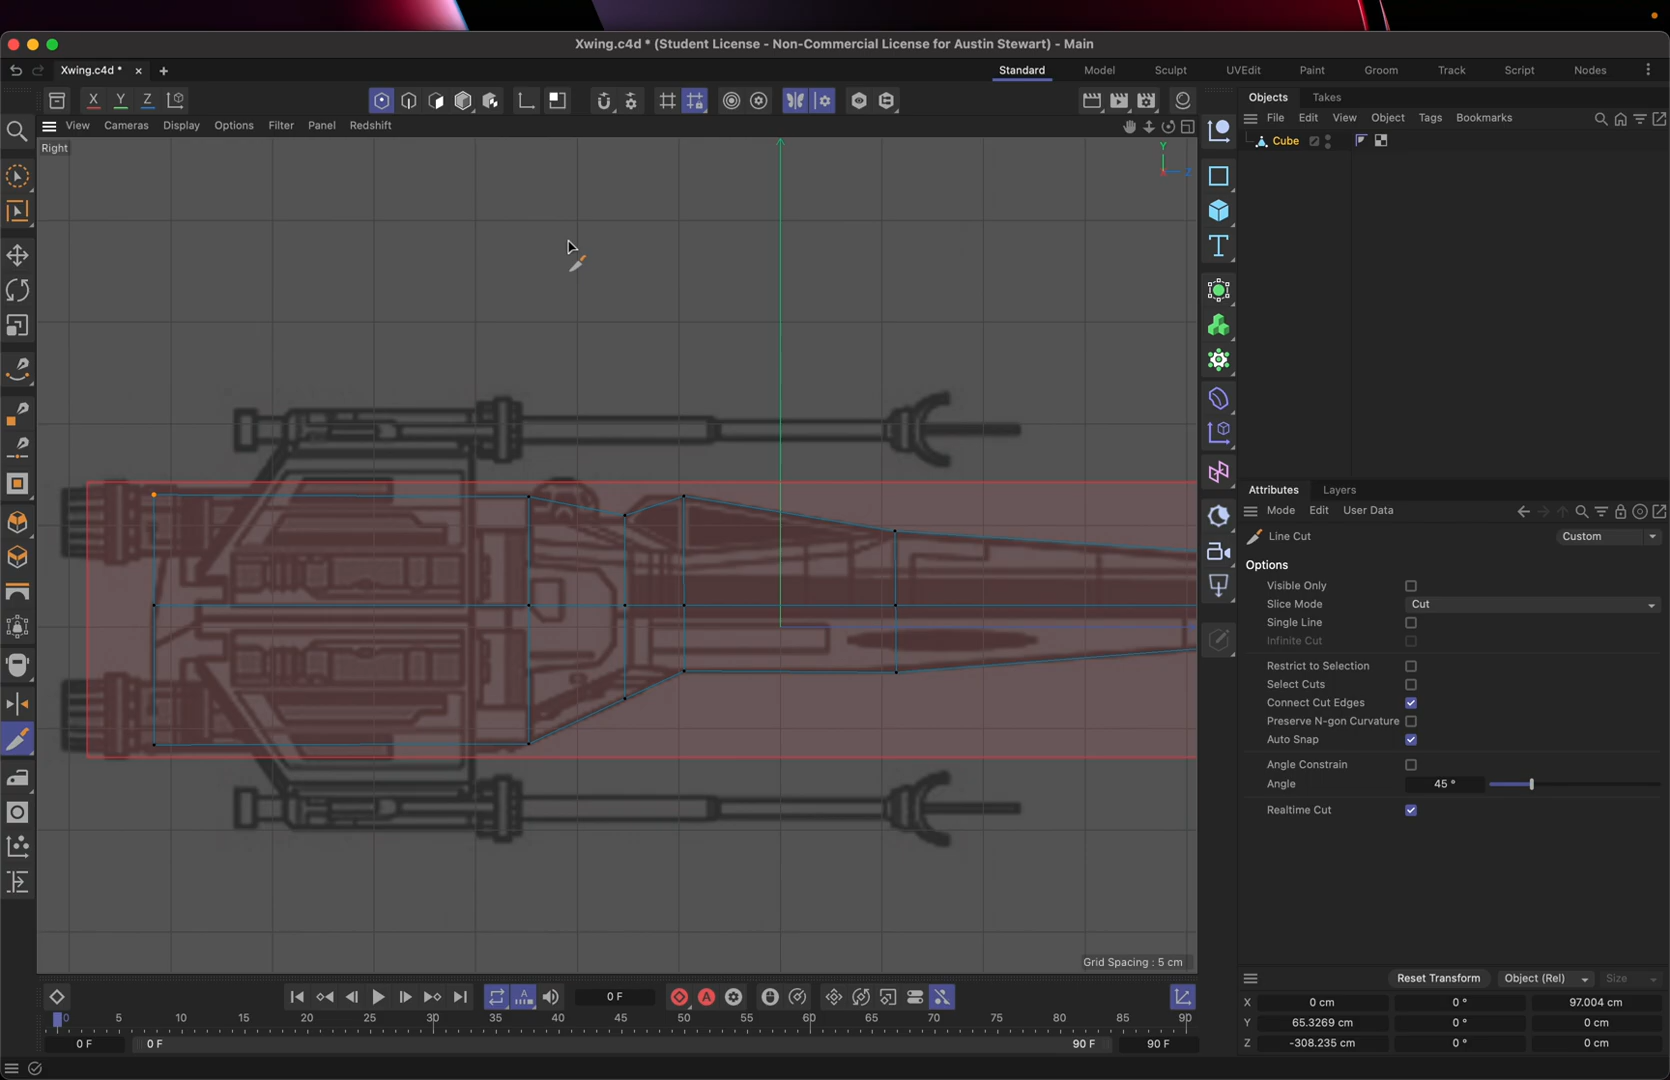 Xwing.c4d * (Student License - Non-Commercial License for Austin Stewart) - Main
Xwing.c4d *
Standard
Model
Sculpt
UVEdit
Paint
Groom
Track
Script
Nodes
X
Y
Z
Objects
Takes
View
Cameras
Display
Options
Filter
Panel
Redshift
File
Edit
View
Object
Tags
Bookmarks
Right
Y
Z
Cube
Attributes
Layers
Mode
Edit
User Data
Line Cut
Custom
Options
Visible Only
Slice Mode
Cut
Single Line
Infinite Cut
Restrict to Selection
Select Cuts
Connect Cut Edges
Preserve N-gon Curvature
Auto Snap
Angle Constrain
Angle
45 °
Realtime Cut
Grid Spacing : 5 cm
Reset Transform
Object (Rel)
Size
0 F
X
0 cm
0 °
97.004 cm
Y
65.3269 cm
0 °
0 cm
Z
-308.235 cm
0 °
0 cm
0 5 10 15 20 25 30 35 40 45 50 55 60 65 70 75 80 85 90
0 F
0 F
90 F
90 F